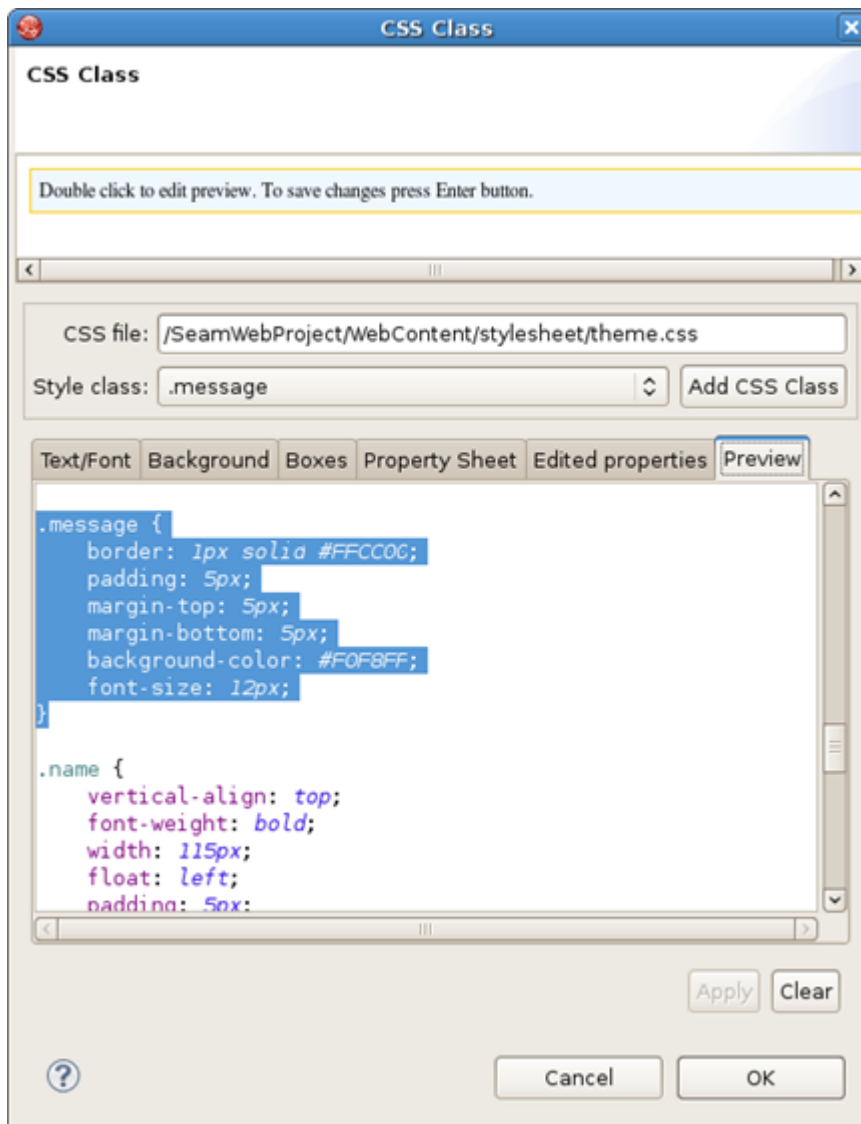 CSS Class
CSS Class
Double click to edit preview. To save changes press Enter button.
CSS file: /SeamWebProject/WebContent/stylesheet/theme.css
Style class: .message Add CSS Class
Text/Font Background Boxes Property Sheet Edited properties Preview
.message {
border: 1px solid #FFCC00;
padding: 5px;
margin-top: 5px;
margin-bottom: 5px;
background-color: #F0F8FF;
font-size: 12px;
}
.name {
vertical-align: top;
font-weight: bold;
width: 115px;
float: left;
padding: 5px;
Apply Clear
? Cancel OK